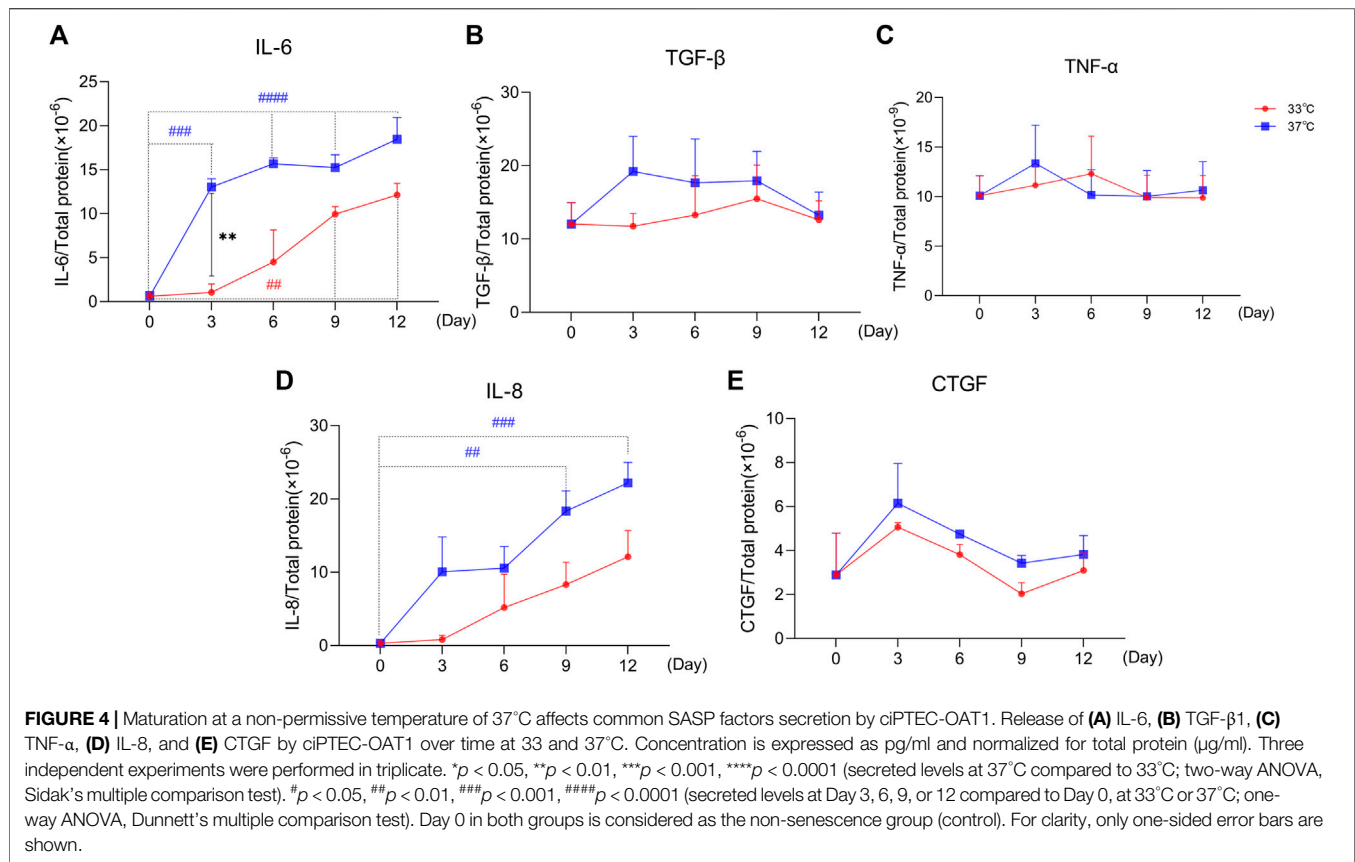 A
IL-6
IL-6/Total protein(×10⁻⁶)
25
20
15
10
5
0
####
###
**
##
0 3 6 9 12 (Day)
B
TGF-β
TGF-β/Total protein(×10⁻⁶)
30
20
10
0
0 3 6 9 12 (Day)
C
TNF-α
TNF-α/Total protein(×10⁻⁹)
20
15
10
5
0
0 3 6 9 12 (Day)
33°C
37°C
D
IL-8
IL-8/Total protein(×10⁻⁶)
30
20
10
0
###
##
0 3 6 9 12 (Day)
E
CTGF
CTGF/Total protein(×10⁻⁶)
10
8
6
4
2
0
0 3 6 9 12 (Day)
FIGURE 4 | Maturation at a non-permissive temperature of 37°C affects common SASP factors secretion by ciPTEC-OAT1. Release of (A) IL-6, (B) TGF-β1, (C)
TNF-α, (D) IL-8, and (E) CTGF by ciPTEC-OAT1 over time at 33 and 37°C. Concentration is expressed as pg/ml and normalized for total protein (μg/ml). Three
independent experiments were performed in triplicate. *p < 0.05, **p < 0.01, ***p < 0.001, ****p < 0.0001 (secreted levels at 37°C compared to 33°C; two-way ANOVA,
Sidak's multiple comparison test). #p < 0.05, ##p < 0.01, ###p < 0.001, ####p < 0.0001 (secreted levels at Day 3, 6, 9, or 12 compared to Day 0, at 33°C or 37°C; one-
way ANOVA, Dunnett's multiple comparison test). Day 0 in both groups is considered as the non-senescence group (control). For clarity, only one-sided error bars are
shown.